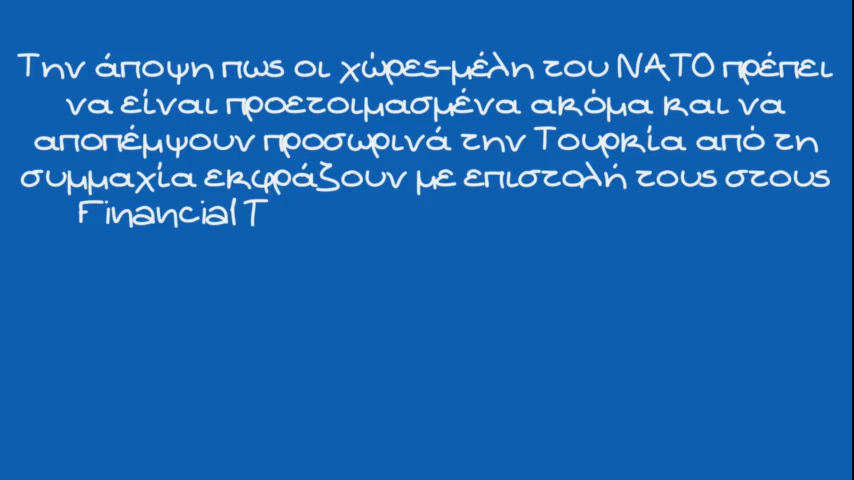 Την άποψη πως οι χώρες-μέλη του ΝΑΤΟ πρέπει
να είναι προετοιμασμένα ακόμα και να
αποπέμψουν προσωρινά την Τουρκία από τη
συμμαχία εκφράζουν με επιστολή τους στους
Financial T